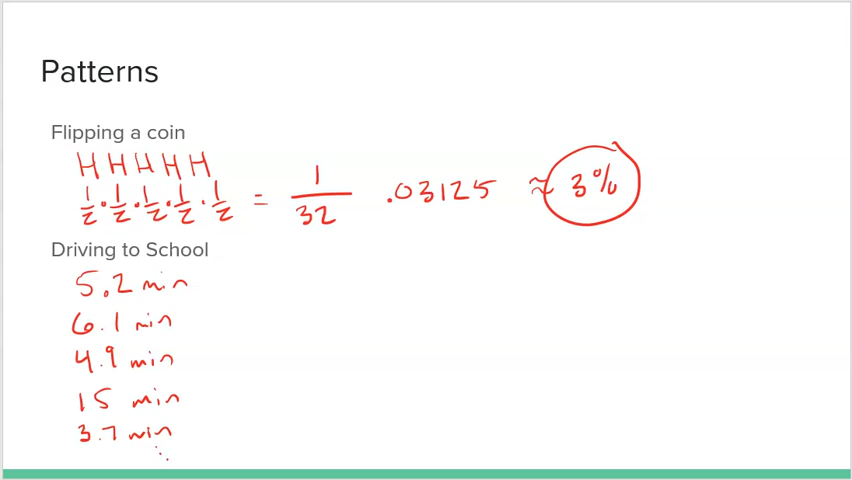 Patterns
Flipping a coin
H H H H H
1/2 · 1/2 · 1/2 · 1/2 · 1/2 = 1/32 .03125 ≈ 3%
Driving to School
5.2 min
6.1 min
4.9 min
15 min
3.7 min
⋱